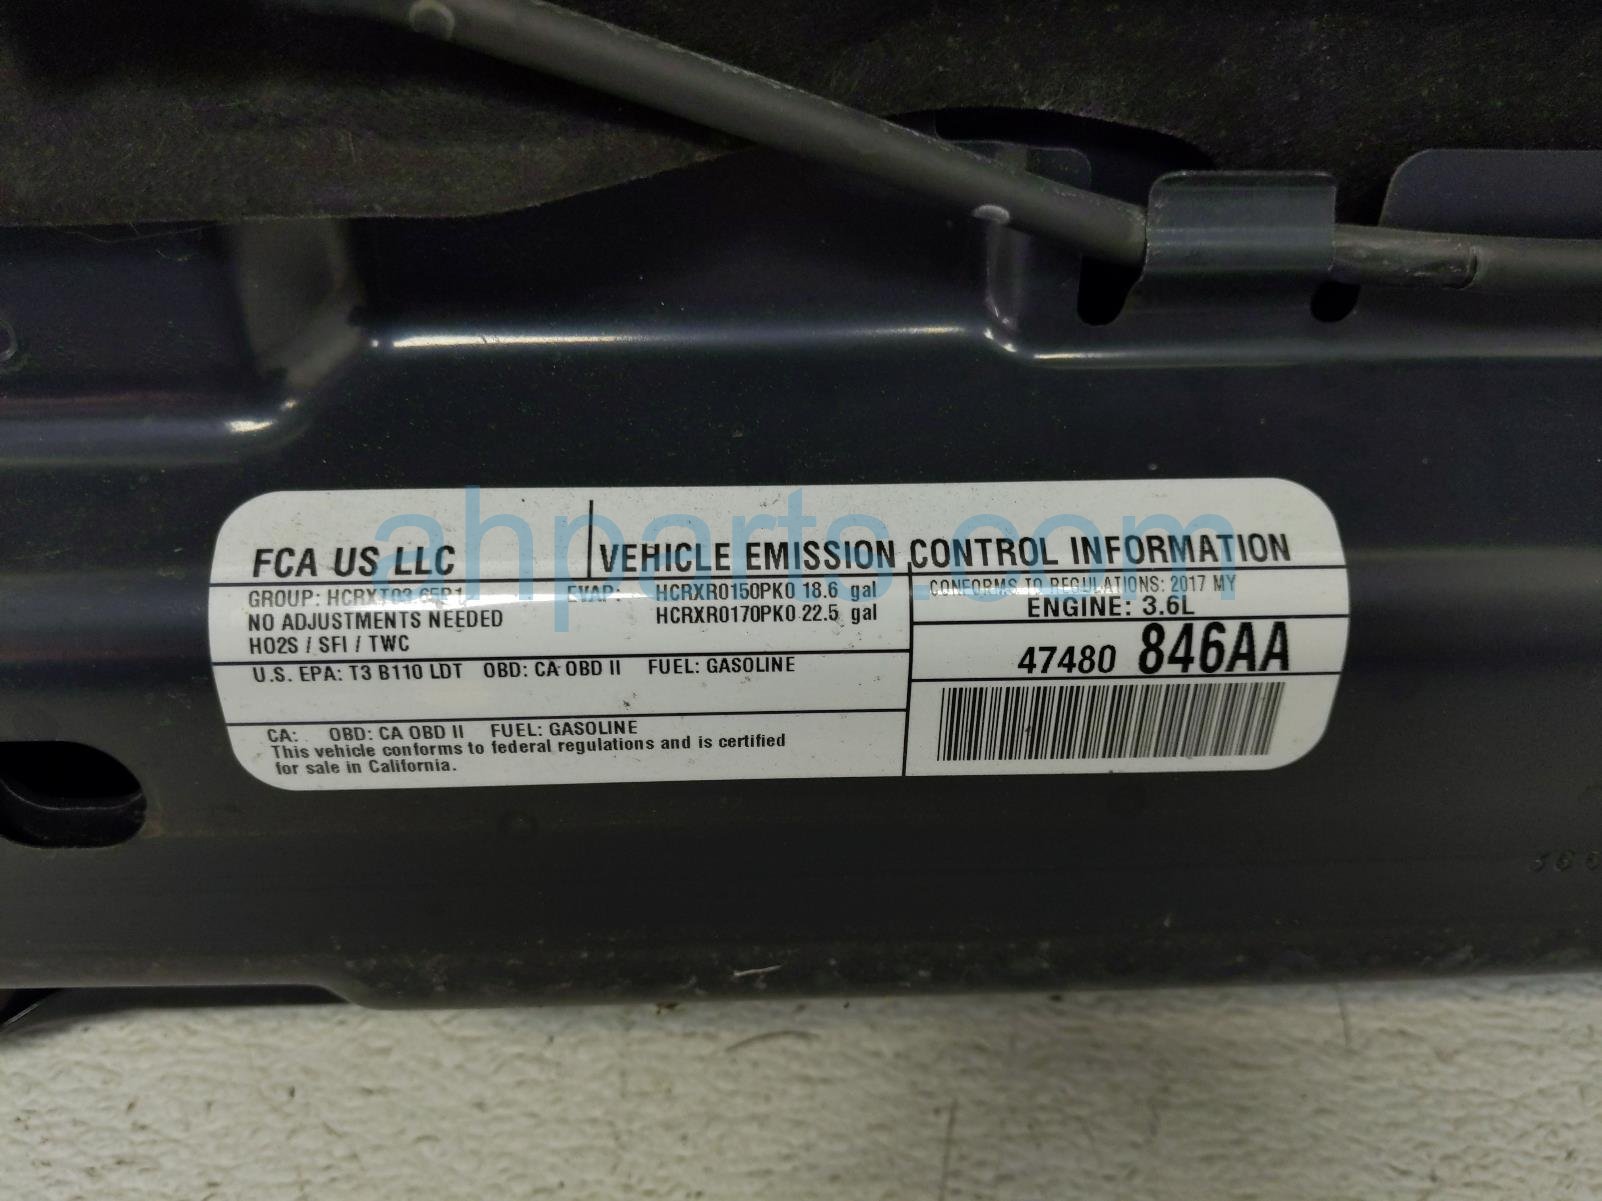 FCA US LLC
VEHICLE EMISSION CONTROL INFORMATION
GROUP: HCRXT03.65P1 EVAP: HCRXR0150PK0 18.6 gal
HCRXR0170PK0 22.5 gal
NO ADJUSTMENTS NEEDED
HO2S / SFI / TWC
U.S. EPA: T3 B110 LDT OBD: CA OBD II FUEL: GASOLINE
CA: OBD: CA OBD II FUEL: GASOLINE
This vehicle conforms to federal regulations and is certified
for sale in California.
CONFORMS TO REGULATIONS: 2017 MY
ENGINE: 3.6L
47480 846AA
ahparts.com